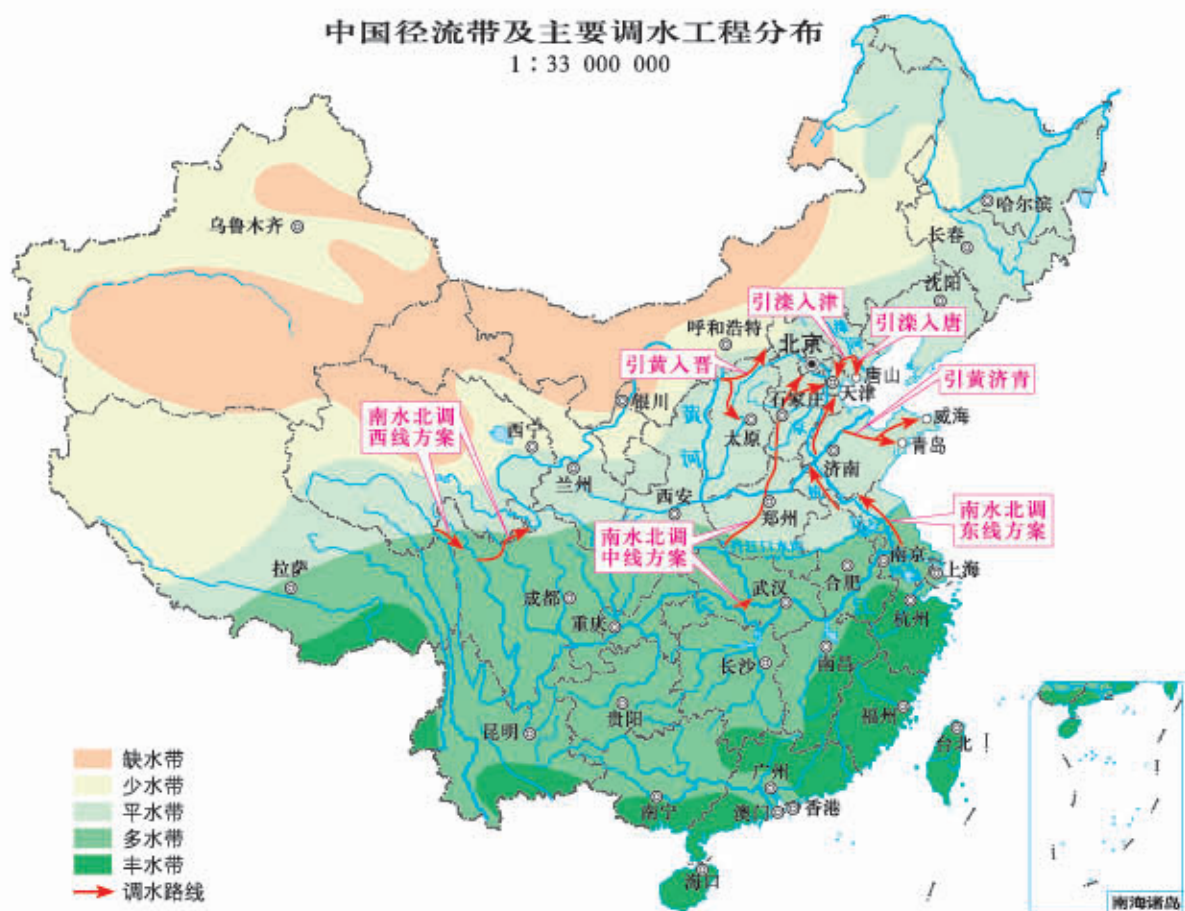 中国径流带及主要调水工程分布
1:33 000 000
乌鲁木齐
哈尔滨
长春
沈阳
引滦入津
引滦入唐
呼和浩特
北京
引黄入晋
唐山
天津
引黄济青
石家庄
银川
黄
河
太原
威海
青岛
南水北调
西线方案
西宁
济南
兰州
西安
郑州
南水北调
中线方案
南水北调
东线方案
南京
上海
合肥
拉萨
成都
武汉
杭州
重庆
长沙
南昌
贵阳
福州
昆明
台北
广州
南宁
澳门
香港
海口
缺水带
少水带
平水带
多水带
丰水带
调水路线
南海诸岛